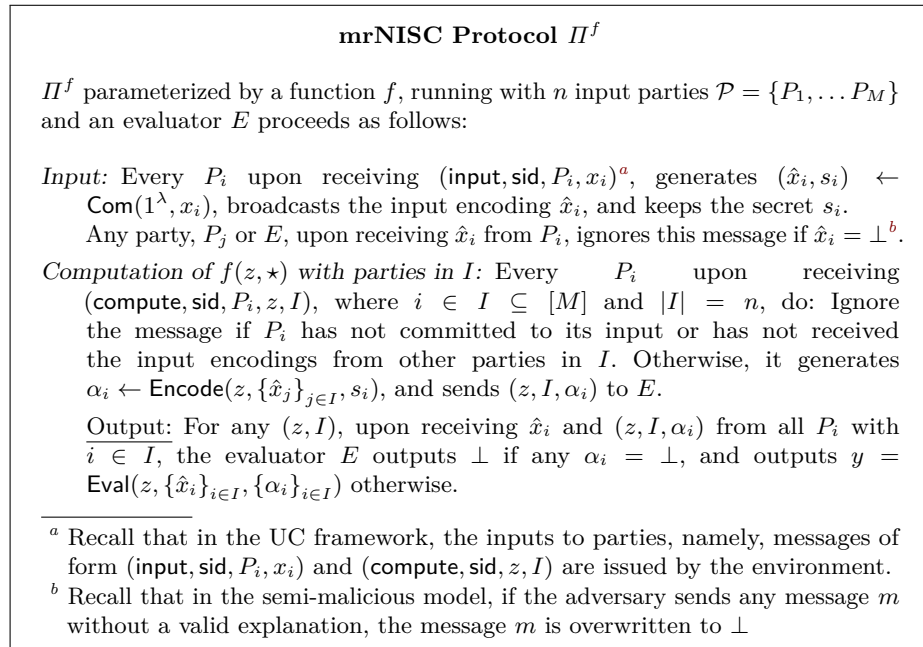 mrNISC Protocol Π^f
Π^f parameterized by a function f, running with n input parties 𝒫 = {P_1, . . . P_M}
and an evaluator E proceeds as follows:
Input: Every P_i upon receiving (input, sid, P_i, x_i)^a, generates (x̂_i, s_i) ←
Com(1^λ, x_i), broadcasts the input encoding x̂_i, and keeps the secret s_i.
Any party, P_j or E, upon receiving x̂_i from P_i, ignores this message if x̂_i = ⊥^b.
Computation of f(z, ⋆) with parties in I: Every P_i upon receiving
(compute, sid, P_i, z, I), where i ∈ I ⊆ [M] and |I| = n, do: Ignore
the message if P_i has not committed to its input or has not received
the input encodings from other parties in I. Otherwise, it generates
α_i ← Encode(z, {x̂_j}_{j∈I}, s_i), and sends (z, I, α_i) to E.
Output: For any (z, I), upon receiving x̂_i and (z, I, α_i) from all P_i with
i ∈ I, the evaluator E outputs ⊥ if any α_i = ⊥, and outputs y =
Eval(z, {x̂_i}_{i∈I}, {α_i}_{i∈I}) otherwise.
^a Recall that in the UC framework, the inputs to parties, namely, messages of
form (input, sid, P_i, x_i) and (compute, sid, z, I) are issued by the environment.
^b Recall that in the semi-malicious model, if the adversary sends any message m
without a valid explanation, the message m is overwritten to ⊥